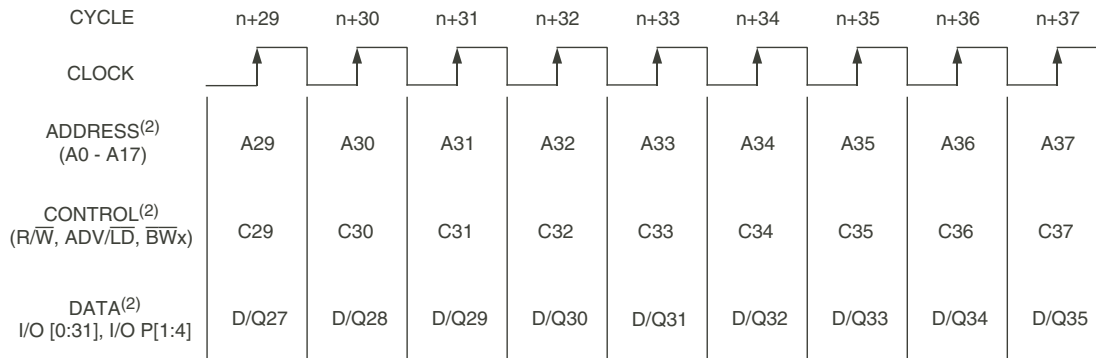 CYCLE n+29 n+30 n+31 n+32 n+33 n+34 n+35 n+36 n+37
CLOCK
ADDRESS(2)
(A0 - A17) A29 A30 A31 A32 A33 A34 A35 A36 A37
CONTROL(2)
(R/W̅, ADV/L̅D̅, B̅W̅x) C29 C30 C31 C32 C33 C34 C35 C36 C37
DATA(2)
I/O [0:31], I/O P[1:4] D/Q27 D/Q28 D/Q29 D/Q30 D/Q31 D/Q32 D/Q33 D/Q34 D/Q35